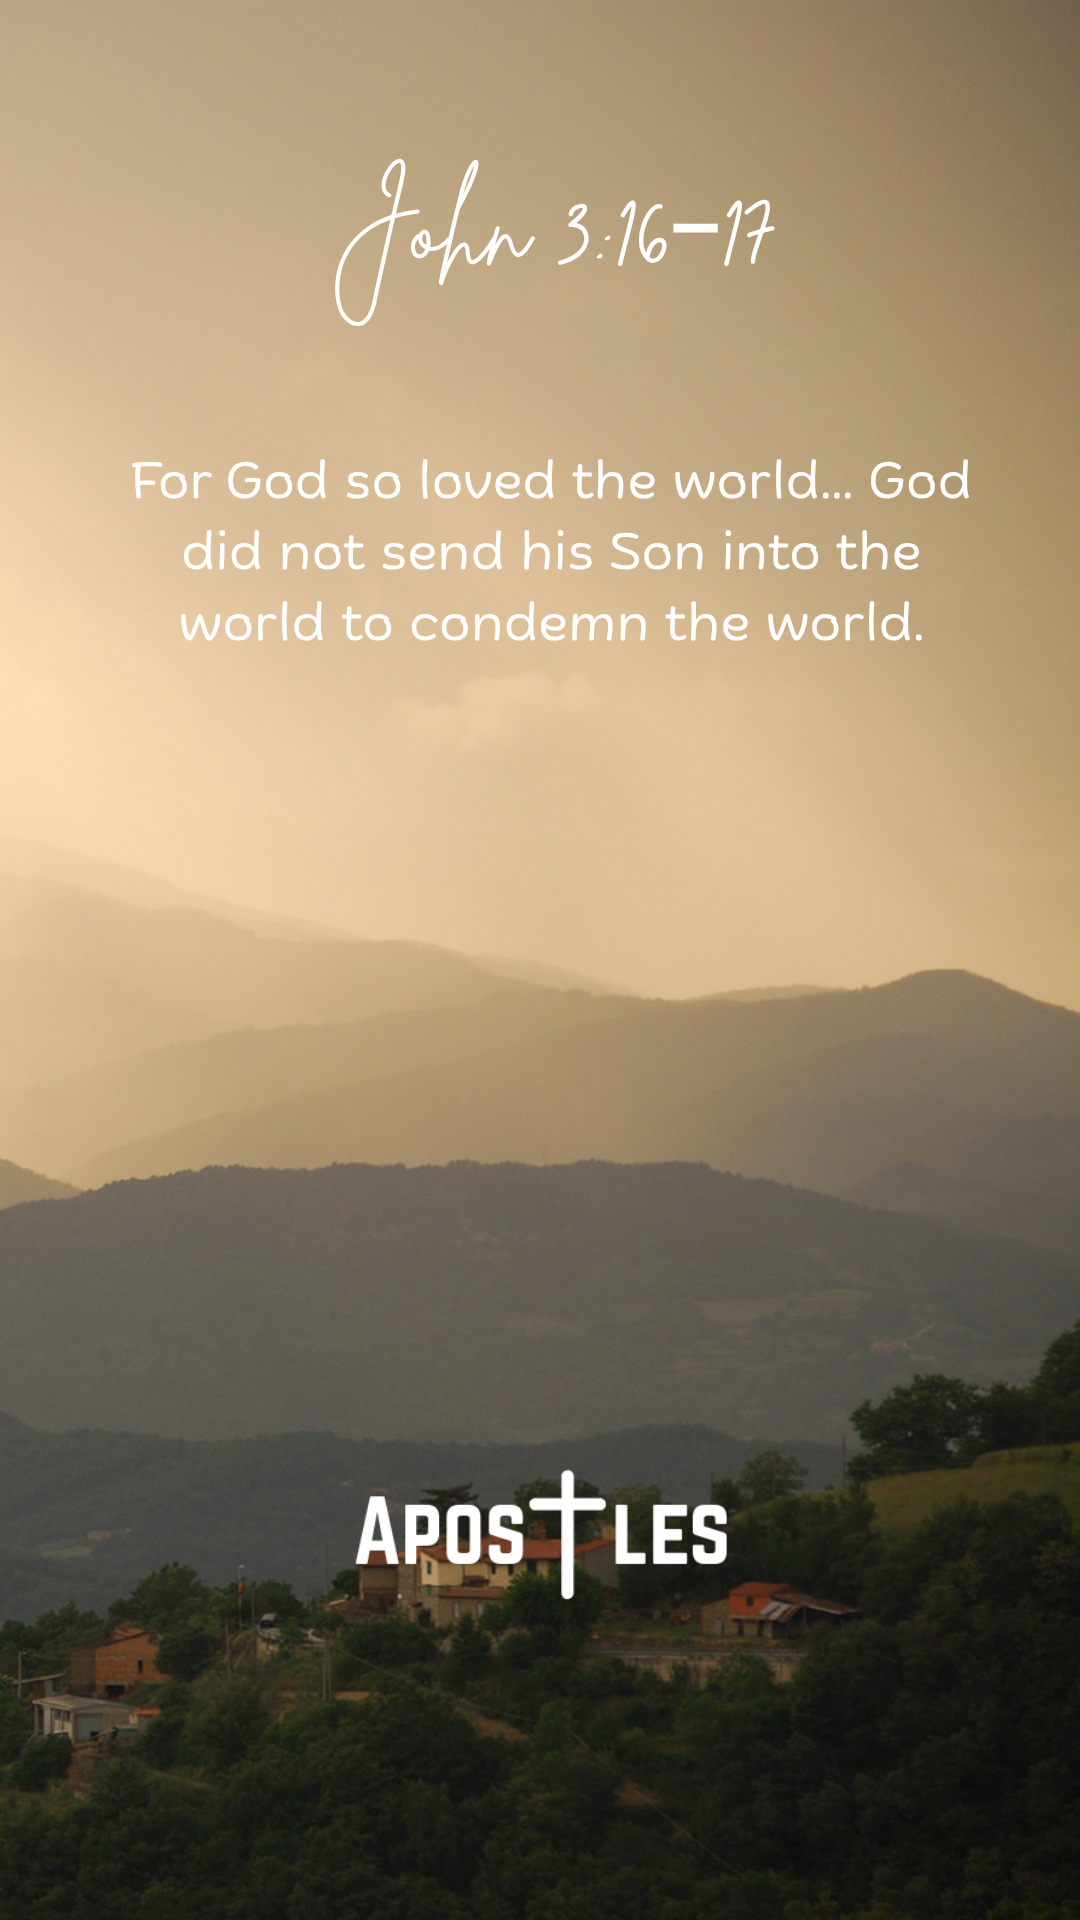 John 3:16–17
For God so loved the world... God
did not send his Son into the
world to condemn the world.
APOSTLES